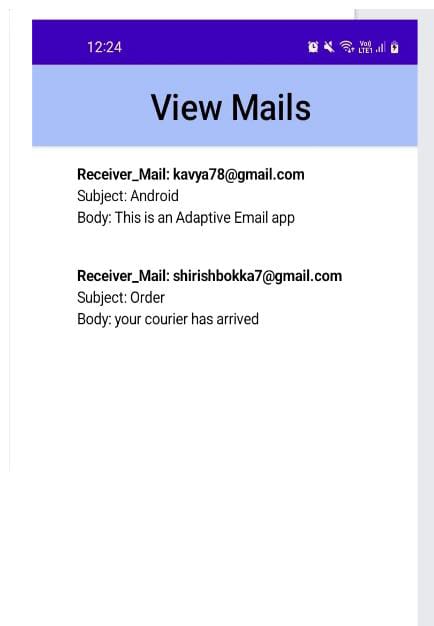 12:24
Vo))
LTE1
View Mails
Receiver_Mail: kavya78@gmail.com
Subject: Android
Body: This is an Adaptive Email app
Receiver_Mail: shirishbokka7@gmail.com
Subject: Order
Body: your courier has arrived